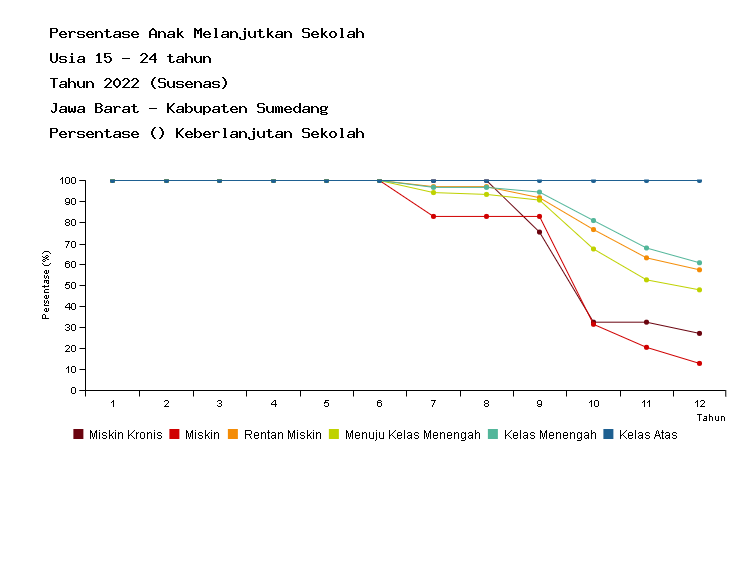 Persentase Anak Melanjutkan Sekolah
Usia 15 - 24 tahun
Tahun 2022 (Susenas)
Jawa Barat - Kabupaten Sumedang
Persentase () Keberlanjutan Sekolah
100
90
80
70
60
50
40
30
20
10
0
Persentase (%)
1 2 3 4 5 6 7 8 9 10 11 12
Tahun
Miskin Kronis Miskin Rentan Miskin Menuju Kelas Menengah Kelas Menengah Kelas Atas